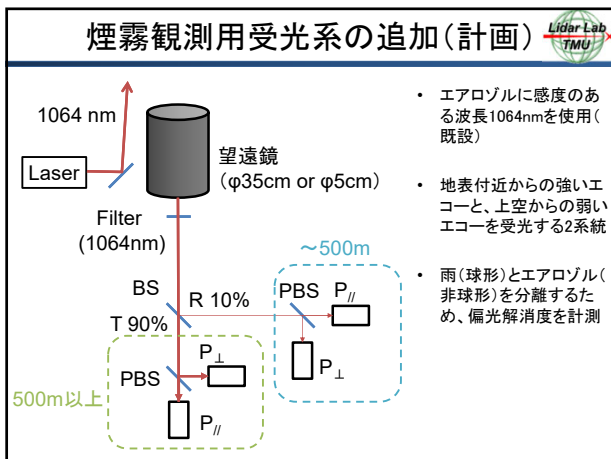 煙霧観測用受光系の追加(計画)
Lidar Lab
TMU
1064 nm
Laser
望遠鏡
(φ35cm or φ5cm)
Filter
(1064nm)
BS
R 10%
T 90%
PBS
P⊥
P//
500m以上
~500m
PBS
P//
P⊥
• エアロゾルに感度のあ
る波長1064nmを使用(
既設)
• 地表付近からの強いエ
コーと、上空からの弱い
エコーを受光する2系統
• 雨(球形)とエアロゾル(
非球形)を分離するた
め、偏光解消度を計測